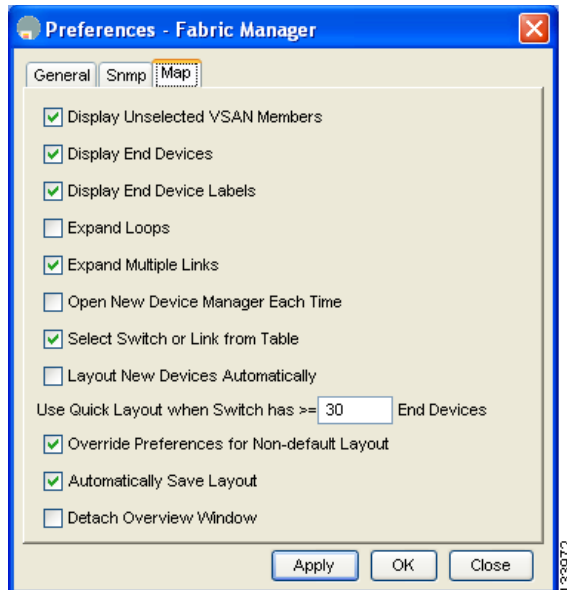 Preferences - Fabric Manager
General Snmp Map
Display Unselected VSAN Members
Display End Devices
Display End Device Labels
Expand Loops
Expand Multiple Links
Open New Device Manager Each Time
Select Switch or Link from Table
Layout New Devices Automatically
Use Quick Layout when Switch has >= 30 End Devices
Override Preferences for Non-default Layout
Automatically Save Layout
Detach Overview Window
Apply OK Close
133972